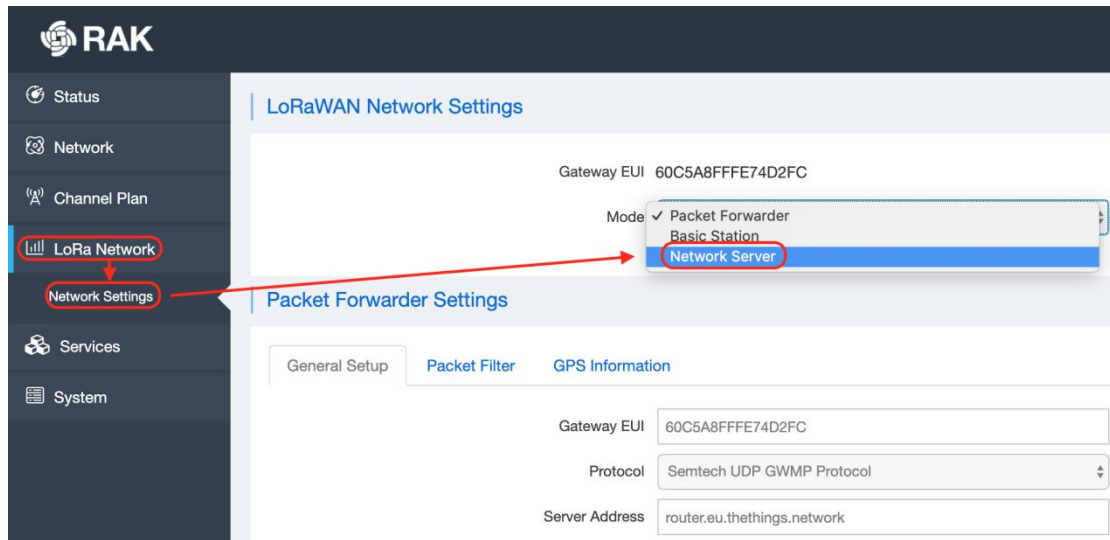 RAK
Status
Network
Channel Plan
LoRa Network
Network Settings
Services
System
LoRaWAN Network Settings
Gateway EUI 60C5A8FFFE74D2FC
Mode ✓ Packet Forwarder
Basic Station
Network Server
Packet Forwarder Settings
General Setup Packet Filter GPS Information
Gateway EUI 60C5A8FFFE74D2FC
Protocol Semtech UDP GWMP Protocol
Server Address router.eu.thethings.network